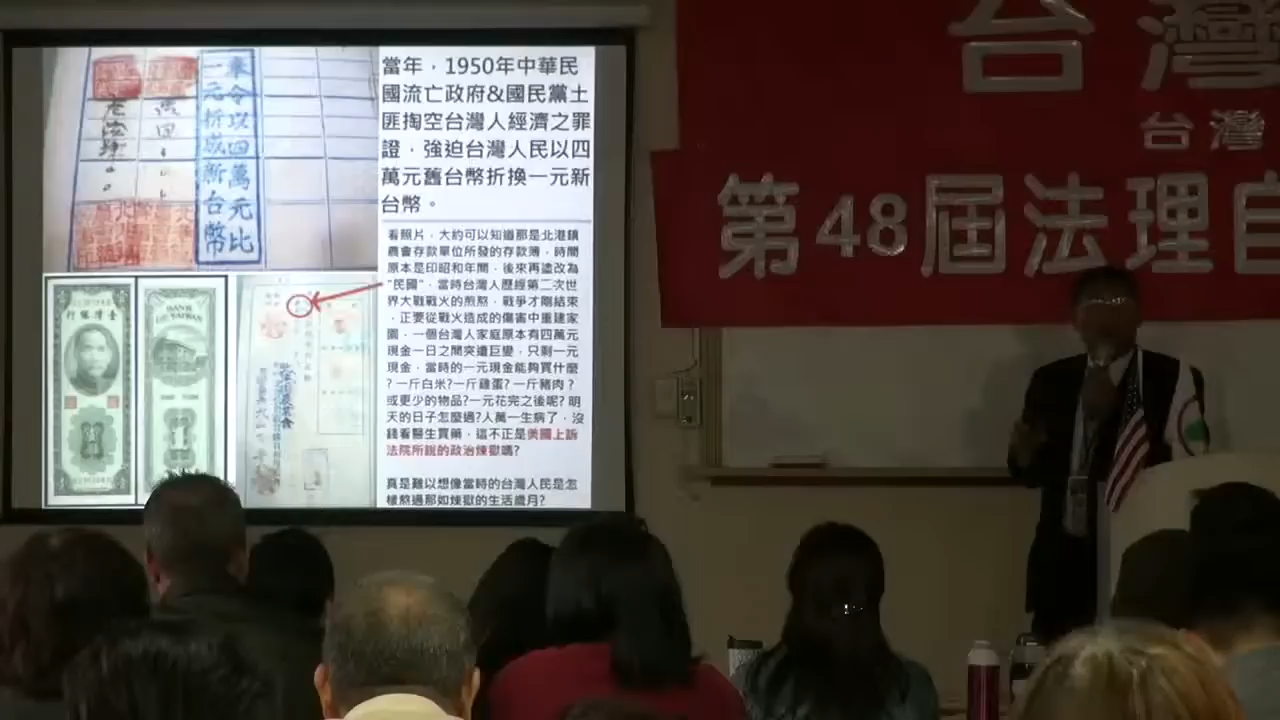 當年，1950年中華民
國流亡政府&國民黨土
匪掏空台灣人經濟之罪
證，強迫台灣人民以四
萬元舊台幣折換一元新
台幣。
看照片，大約可以知道那是北港鎮
農會存款單位所發的存款簿，時間
原本是印昭和年間，後來再塗改為
"民國"，當時台灣人歷經第二次世
界大戰戰火的煎熬，戰爭才剛結束
，正要從戰火造成的傷害中重建家
園，一個台灣人家庭原本有四萬元
現金一日之間突遭巨變，只剩一元
現金，當時的一元現金能夠買什麼
？一斤白米?一斤雞蛋？一斤豬肉？
或更少的物品?一元花完之後呢？明
天的日子怎麼過?人萬一生病了，沒
錢看醫生買藥，這不正是美國上訴
法院所說的政治煉獄嗎?
真是難以想像當時的台灣人民是怎
樣熬過那如煉獄的生活歲月?
奉令以四萬元比
一元折成新台幣
行銀灣臺
BANK
OF TAIWAN
1
台灣
台灣
第48屆法理自